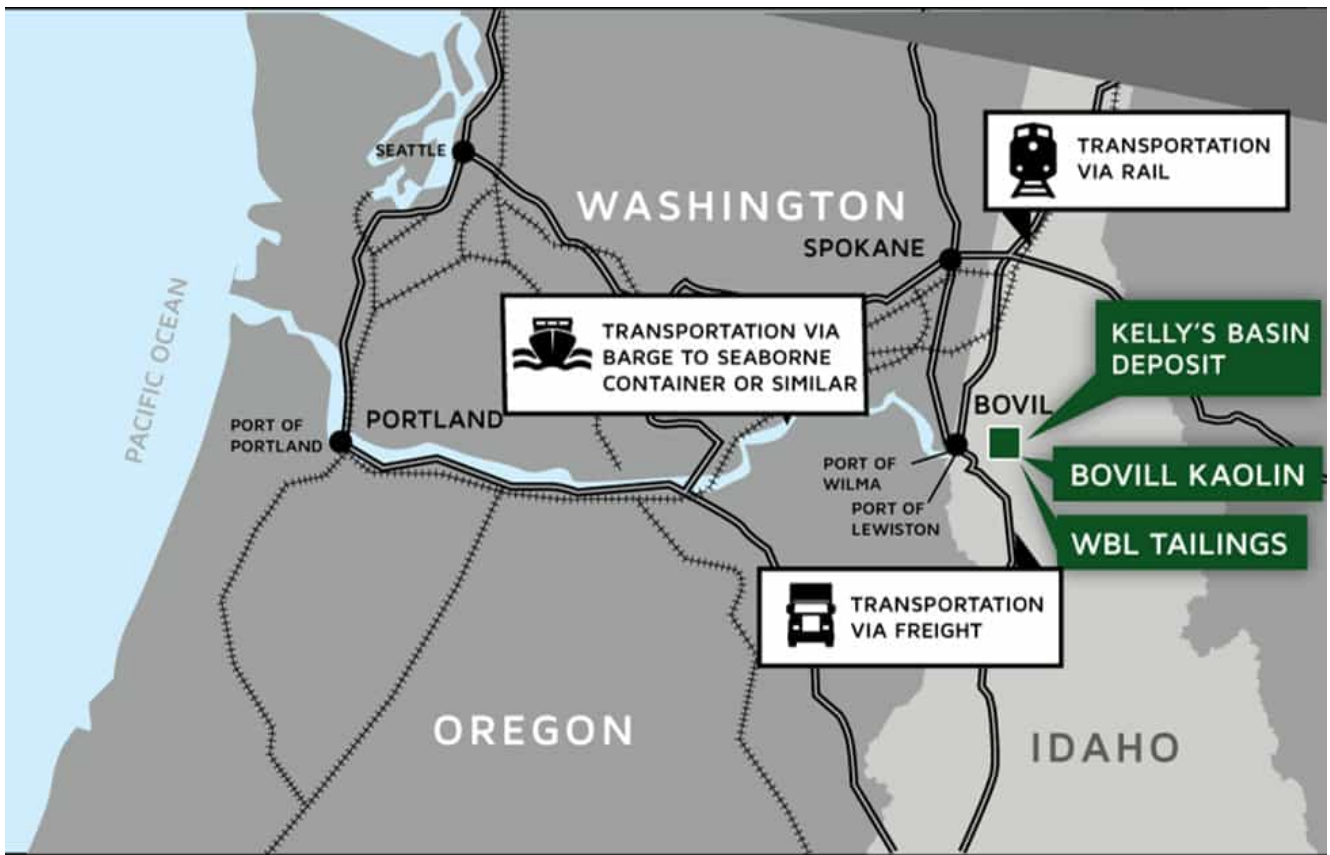 SEATTLE
WASHINGTON
TRANSPORTATION
VIA RAIL
SPOKANE
PACIFIC OCEAN
TRANSPORTATION VIA
BARGE TO SEABORNE
CONTAINER OR SIMILAR
KELLY'S BASIN
DEPOSIT
BOVIL
PORT OF
PORTLAND
PORTLAND
PORT OF
WILMA
PORT OF
LEWISTON
BOVILL KAOLIN
WBL TAILINGS
TRANSPORTATION
VIA FREIGHT
OREGON
IDAHO